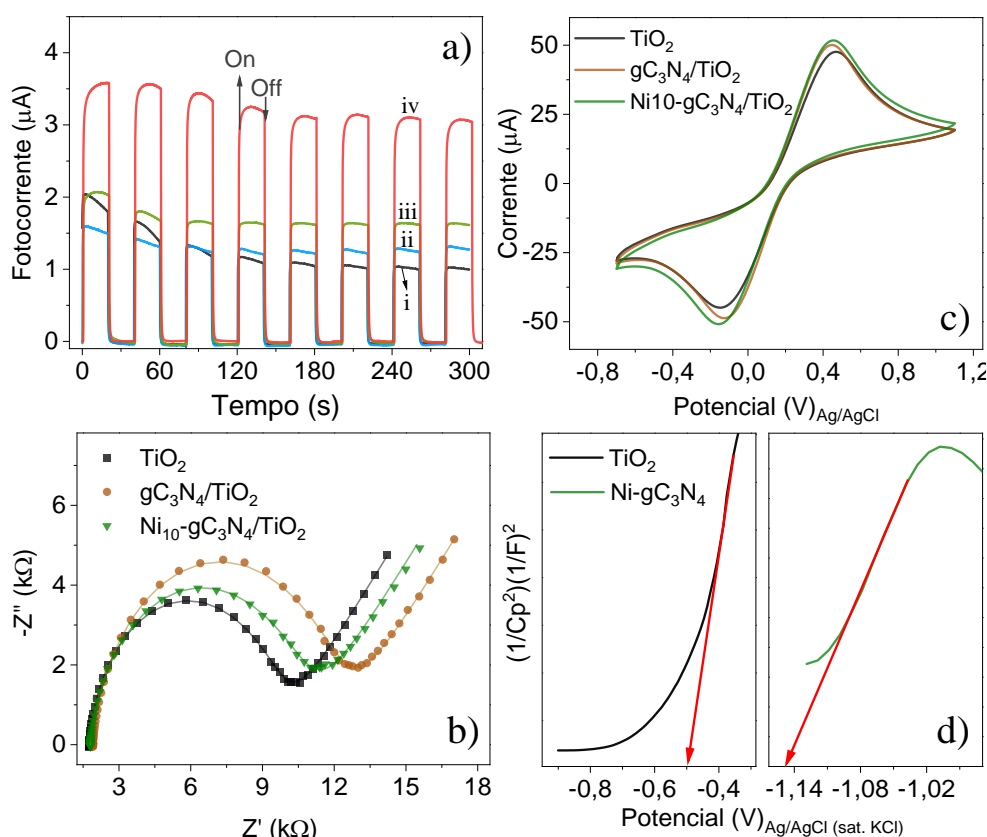 a)
On
Off
iv
iii
ii
i
Fotocorrente (µA)
4
3
2
1
0
0 60 120 180 240 300
Tempo (s)
c)
TiO₂
gC₃N₄/TiO₂
Ni10-gC₃N₄/TiO₂
Corrente (µA)
50
25
0
-25
-50
-0,8 -0,4 0,0 0,4 0,8 1,2
Potencial (V)Ag/AgCl
b)
TiO₂
gC₃N₄/TiO₂
Ni₁₀-gC₃N₄/TiO₂
-Z'' (kΩ)
6
4
2
0
3 6 9 12 15 18
Z' (kΩ)
d)
TiO₂
Ni-gC₃N₄
(1/Cp²)(1/F)²
-0,8 -0,6 -0,4
-1,14 -1,08 -1,02
Potencial (V)Ag/AgCl (sat. KCl)